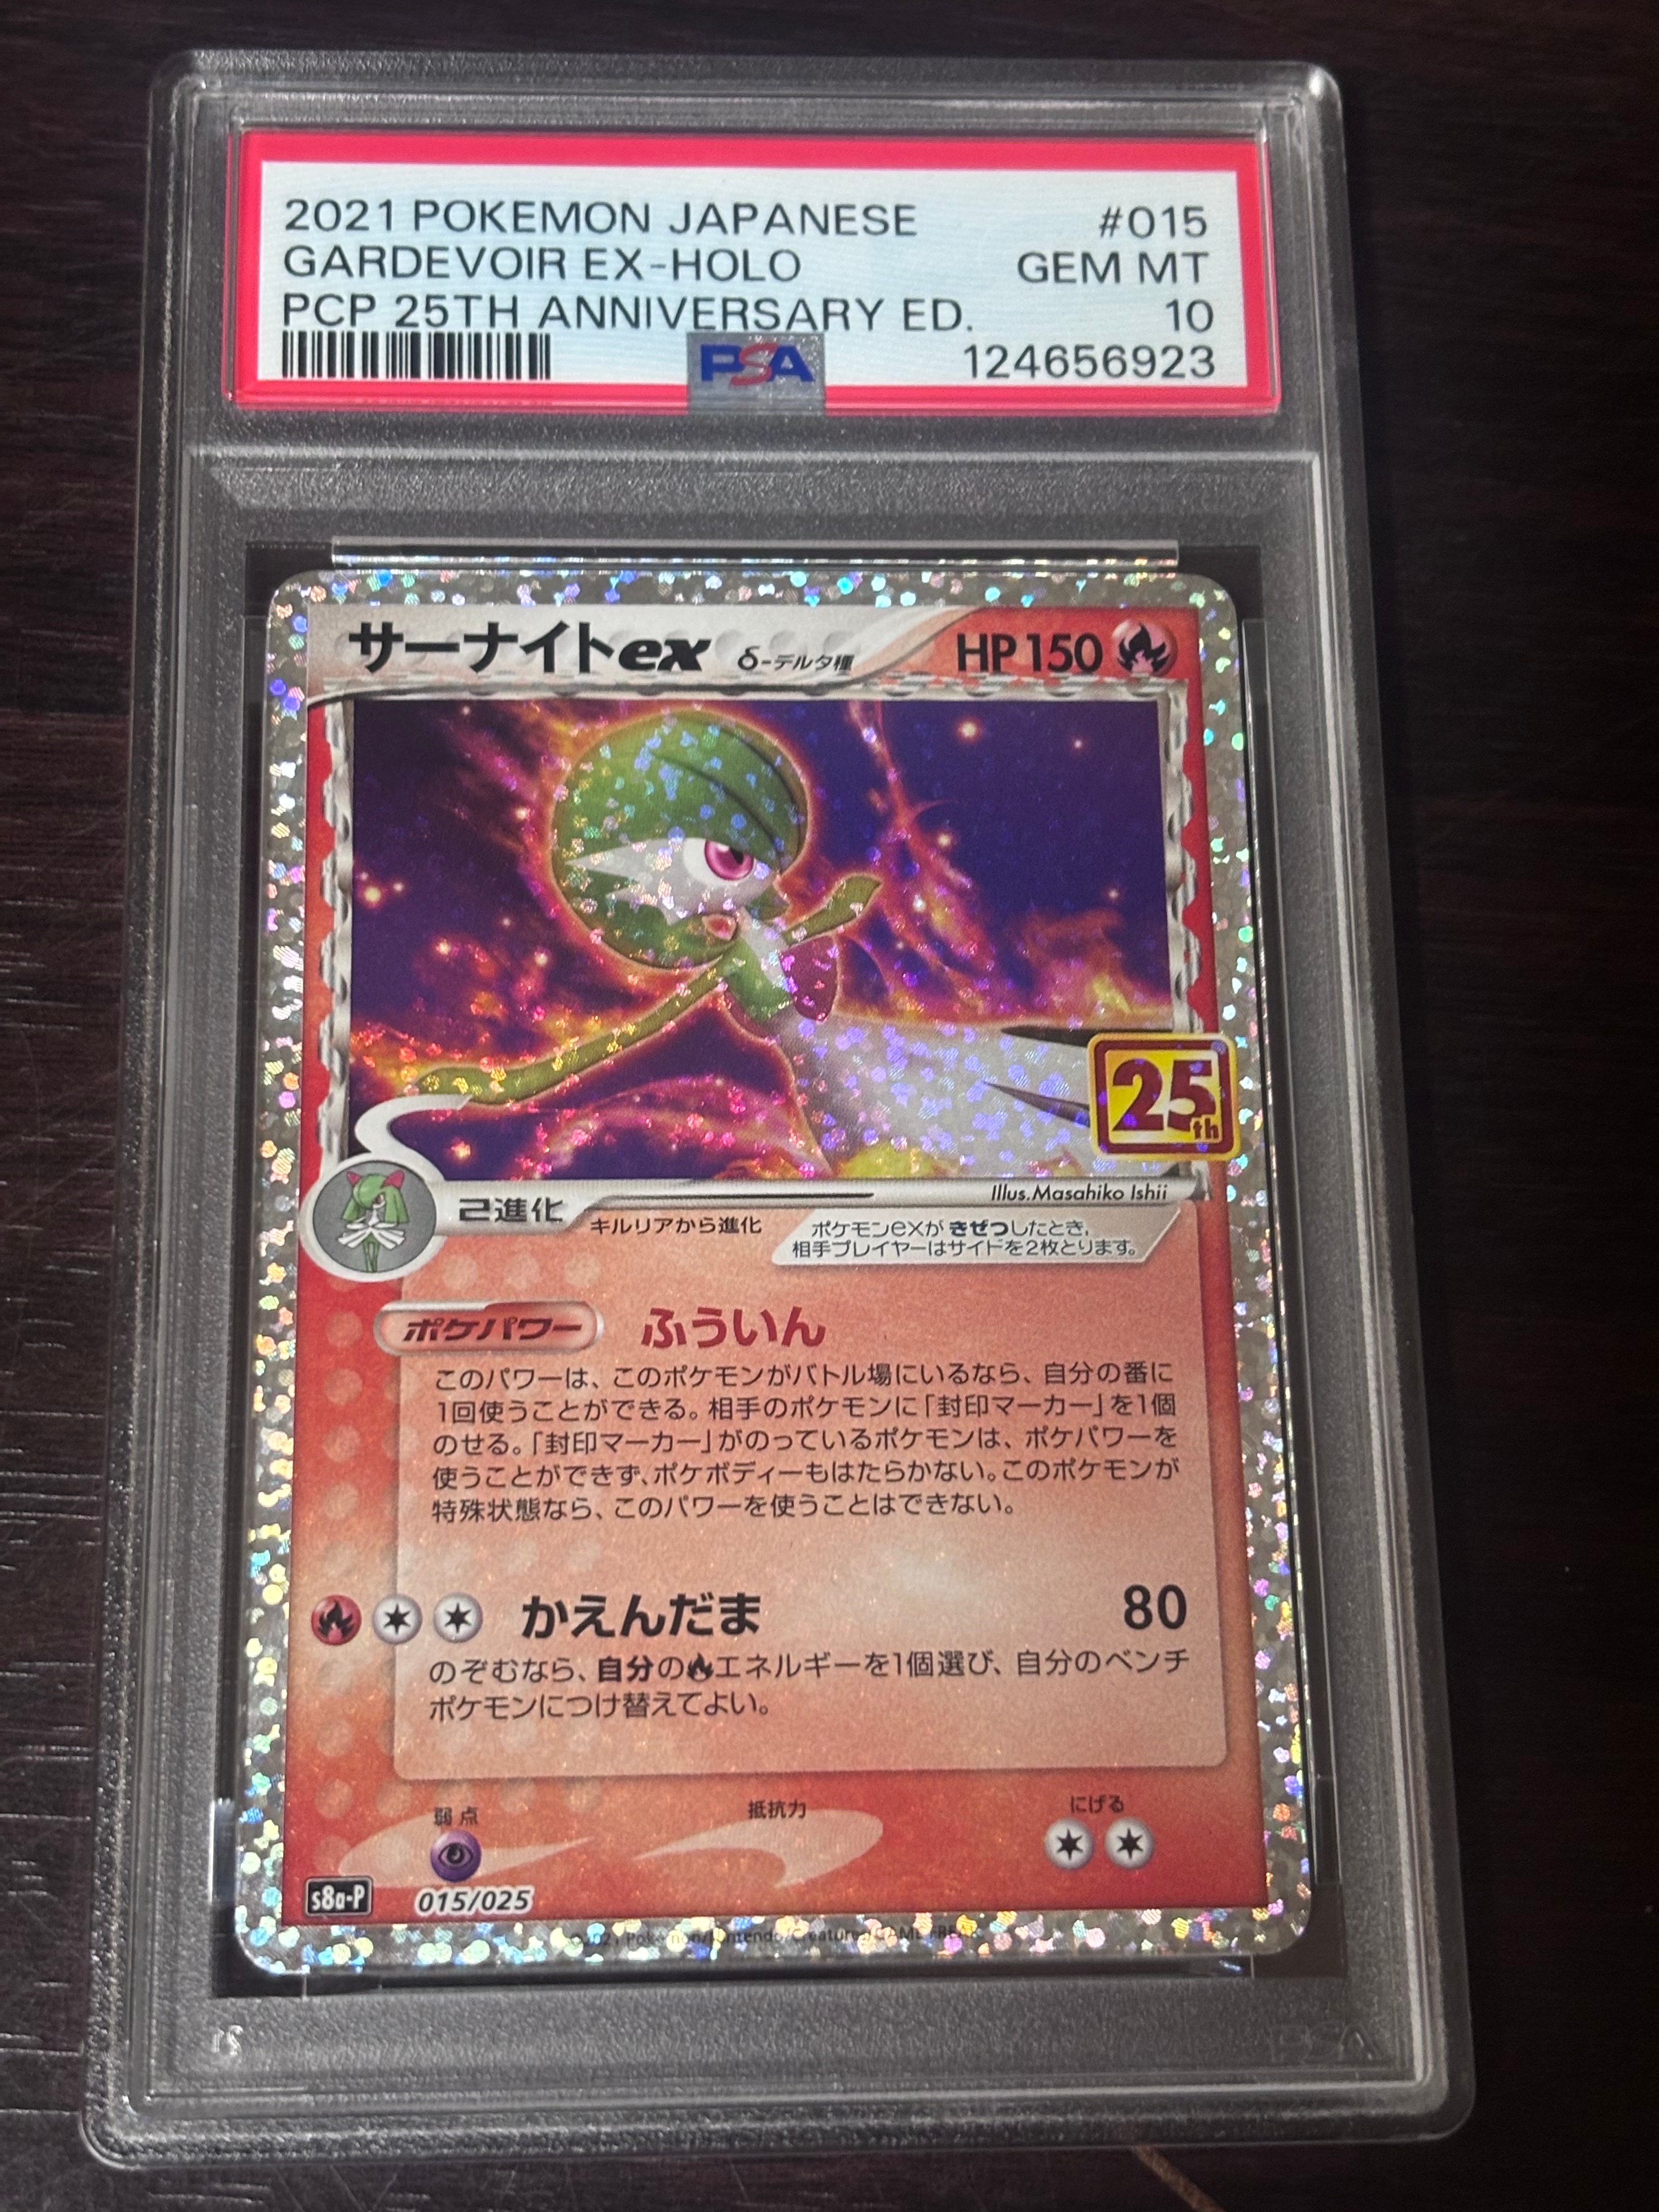 2021 POKEMON JAPANESE #015
GARDEVOIR EX-HOLO GEM MT
PCP 25TH ANNIVERSARY ED. 10
PSA 124656923
サーナイトex δ-デルタ種 HP150
25th
Illus.Masahiko Ishii
2進化 キルリアから進化
ポケモンexが きぜつしたとき、
相手プレイヤーはサイドを2枚とります。
ポケパワー ふういん
このパワーは、このポケモンがバトル場にいるなら、自分の番に
1回使うことができる。相手のポケモンに「封印マーカー」を1個
のせる。「封印マーカー」がのっているポケモンは、ポケパワーを
使うことができず、ポケボディーもはたらかない。このポケモンが
特殊状態なら、このパワーを使うことはできない。
かえんだま 80
のぞむなら、自分のエネルギーを1個選び、自分のベンチ
ポケモンにつけ替えてよい。
弱点 抵抗力 にげる
s8a-P 015/025
©2021 Pokémon/Nintendo/Creatures/GAME FREAK
PSA